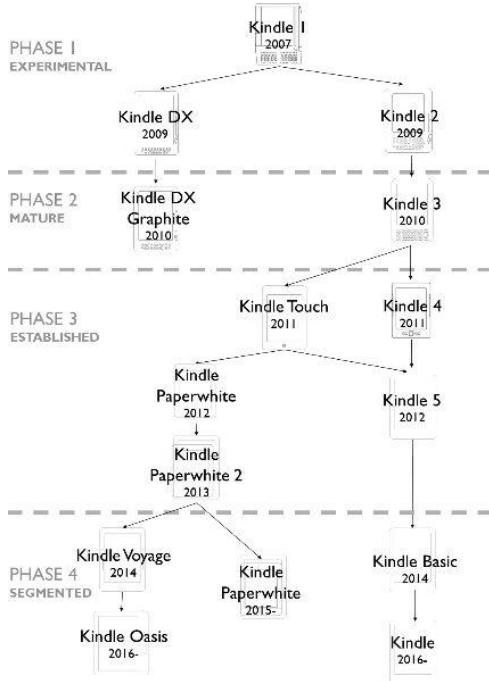 Kindle 1
2007
PHASE 1
EXPERIMENTAL
Kindle DX
2009
Kindle 2
2009
PHASE 2
MATURE
Kindle DX
Graphite
2010
Kindle 3
2010
PHASE 3
ESTABLISHED
Kindle Touch
2011
Kindle 4
2011
Kindle
Paperwhite
2012
Kindle 5
2012
Kindle
Paperwhite 2
2013
PHASE 4
SEGMENTED
Kindle Voyage
2014
Kindle
Paperwhite
2015-
Kindle Basic
2014
Kindle Oasis
2016-
Kindle
2016-